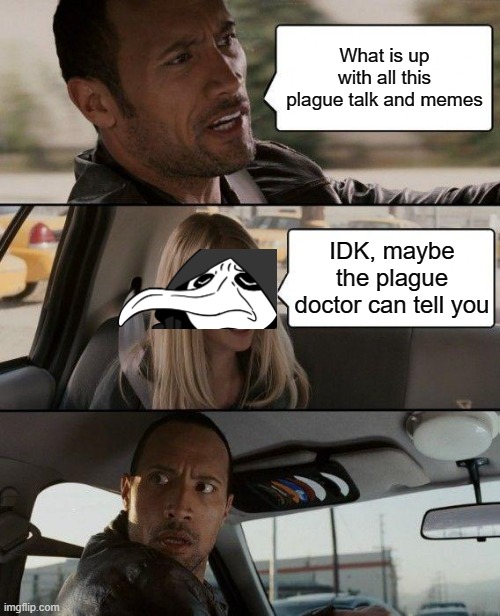 What is up
with all this
plague talk and memes
IDK, maybe
the plague
doctor can tell you
imgflip.com